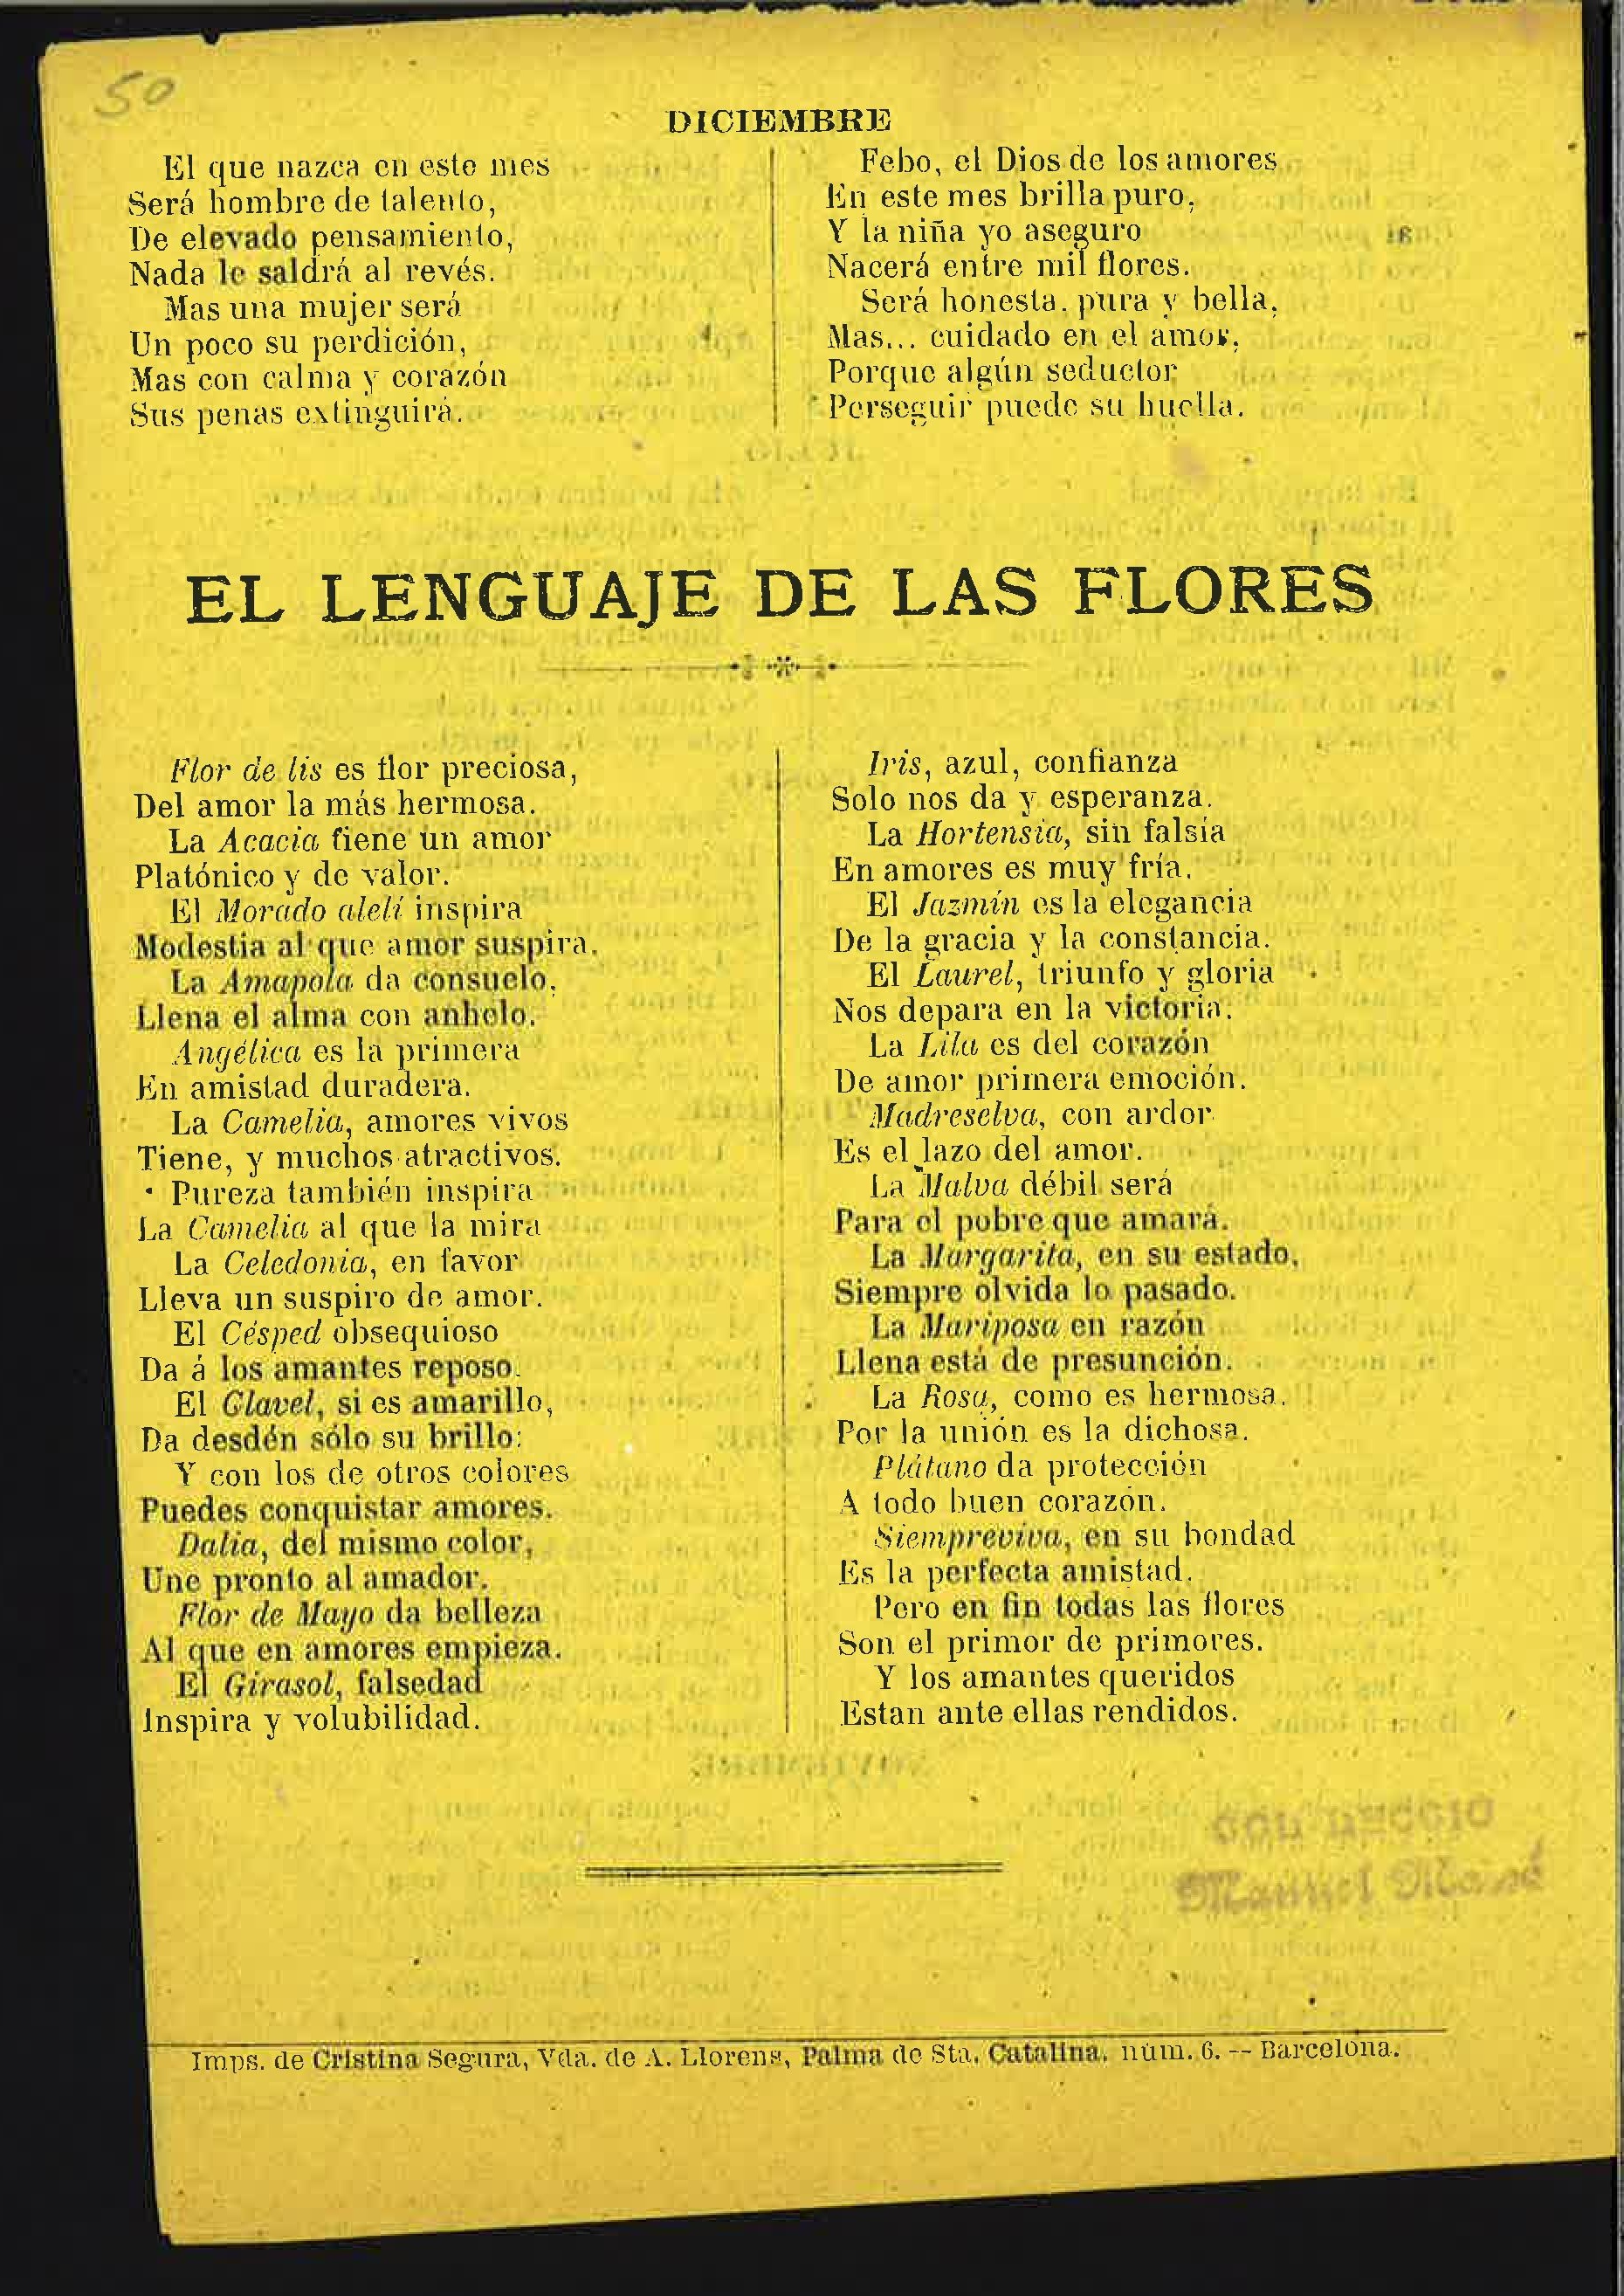 50
DICIEMBRE
El que nazca en este mes
Será hombre de talento,
De elevado pensamiento,
Nada le saldrá al revés.
Mas una mujer será
Un poco su perdición,
Mas con calma y corazón
Sus penas extinguirá.
Febo, el Dios de los amores
En este mes brilla puro,
Y la niña yo aseguro
Nacerá entre mil flores.
Será honesta, pura y bella,
Mas... cuidado en el amor,
Porque algún seductor
Perseguir puede su huella.
EL LENGUAJE DE LAS FLORES
Flor de lis es flor preciosa,
Del amor la más hermosa.
La Acacia tiene un amor
Platónico y de valor.
El Morado alelí inspira
Modestia al que amor suspira.
La Amapola da consuelo,
Llena el alma con anhelo.
Angélica es la primera
En amistad duradera.
La Camelia, amores vivos
Tiene, y muchos atractivos.
Pureza también inspira
La Camelia al que la mira
La Celedonia, en favor
Lleva un suspiro de amor.
El Césped obsequioso
Da á los amantes reposo.
El Clavel, si es amarillo,
Da desdén sólo su brillo:
Y con los de otros colores
Puedes conquistar amores.
Dalia, del mismo color,
Une pronto al amador.
Flor de Mayo da belleza
Al que en amores empieza.
El Girasol, falsedad
Inspira y volubilidad.
Iris, azul, confianza
Solo nos da y esperanza.
La Hortensia, sin falsía
En amores es muy fría.
El Jazmín es la elegancia
De la gracia y la constancia.
El Laurel, triunfo y gloria
Nos depara en la victoria.
La Lila es del corazón
De amor primera emoción.
Madreselva, con ardor
Es el lazo del amor.
La Malva débil será
Para el pobre que amará.
La Margarita, en su estado,
Siempre olvida lo pasado.
La Mariposa en razón
Llena está de presunción.
La Rosa, como es hermosa.
Por la unión es la dichosa.
Plátano da protección
A todo buen corazón.
Siempreviva, en su bondad
Es la perfecta amistad.
Pero en fin todas las flores
Son el primor de primores.
Y los amantes queridos
Estan ante ellas rendidos.
Manuel
Imps. de Cristina Segura, Vda. de A. Llorens, Palma de Sta. Catalina, núm. 6. -- Barcelona.